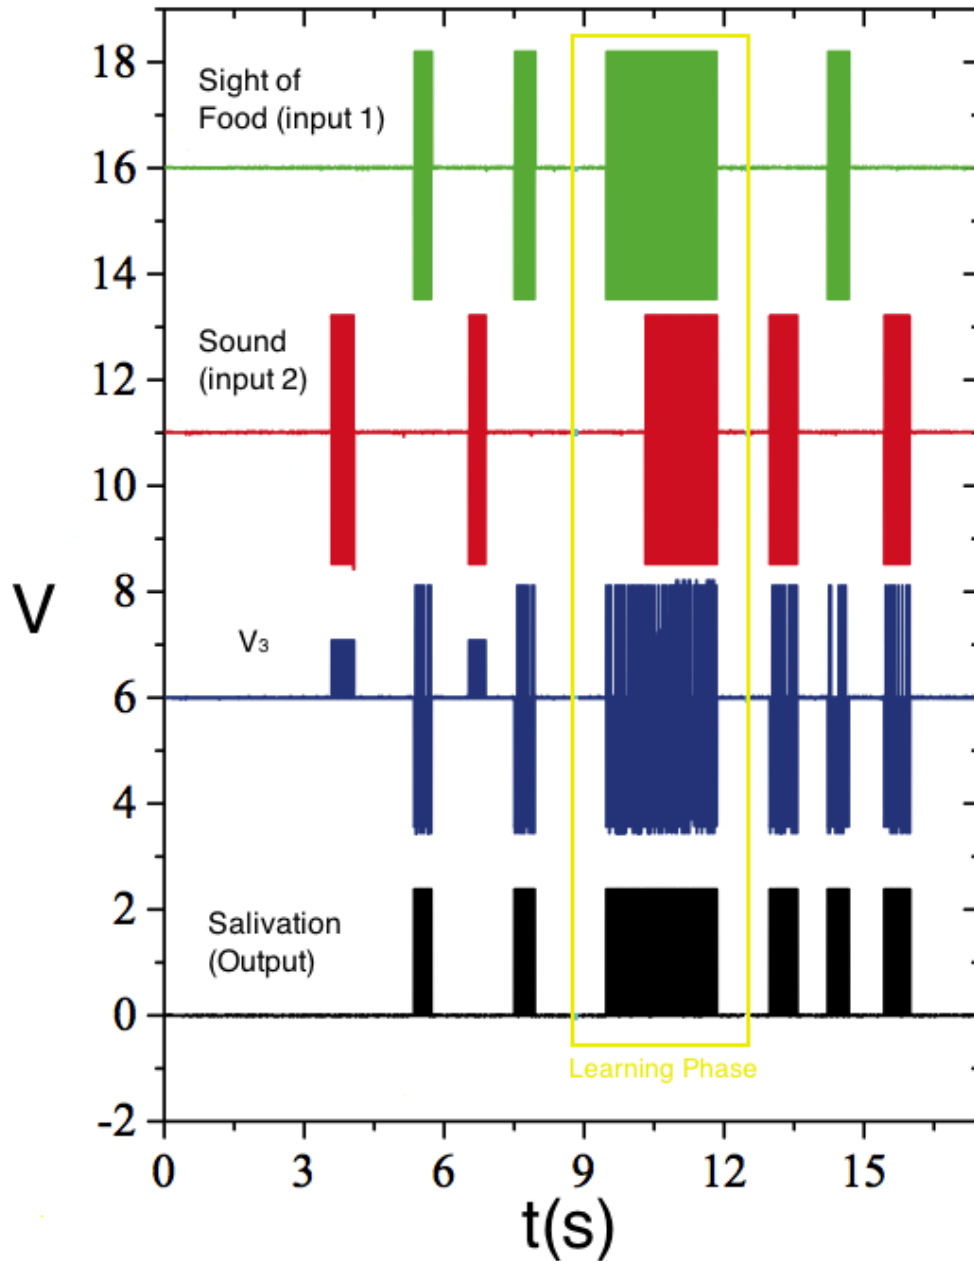 18
Sight of
Food (input 1)
16
14
Sound
(input 2)
12
10
V
8
V₃
6
4
2
Salivation
(Output)
0
Learning Phase
-2
0 3 6 9 12 15
t(s)